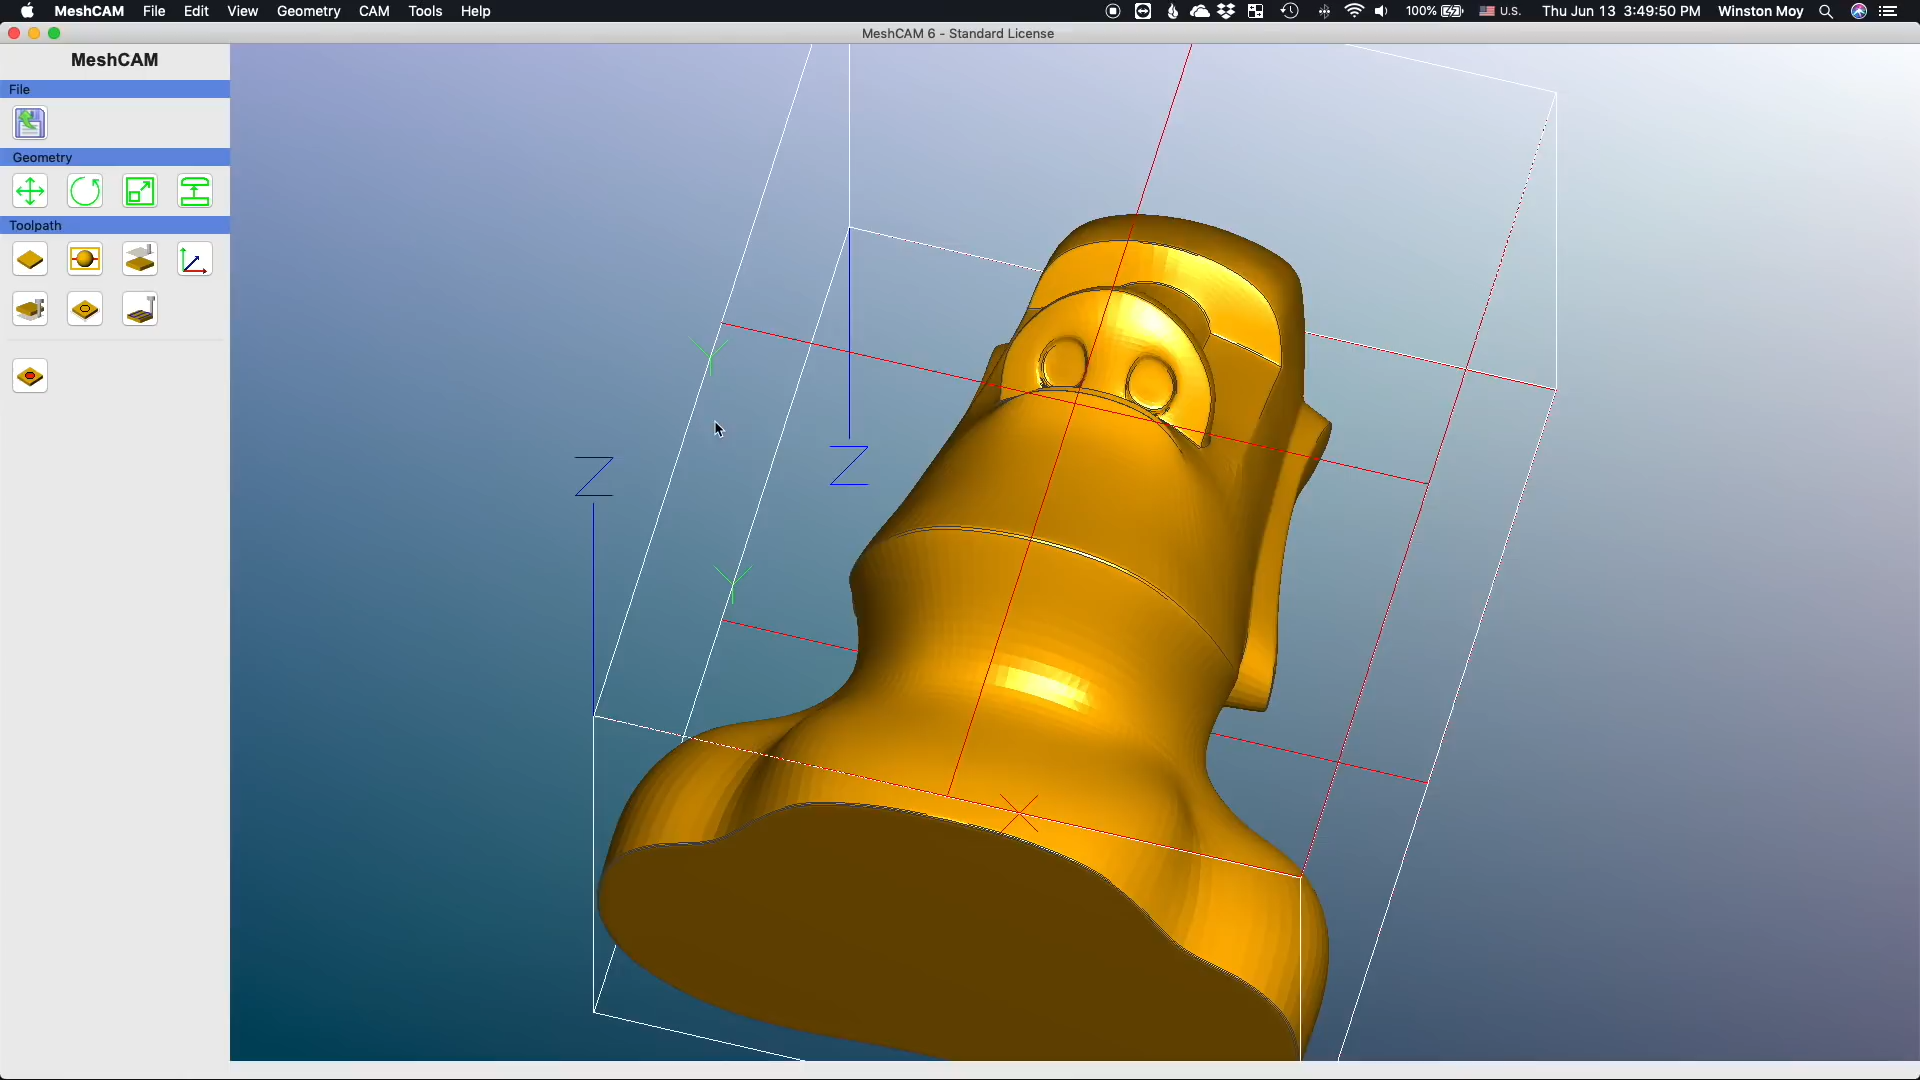 MeshCAM File Edit View Geometry CAM Tools Help 100% U.S. Thu Jun 13 3:49:50 PM Winston Moy
MeshCAM 6 - Standard License
MeshCAM
File
Geometry
Toolpath
Y
Z
Z
Y
X